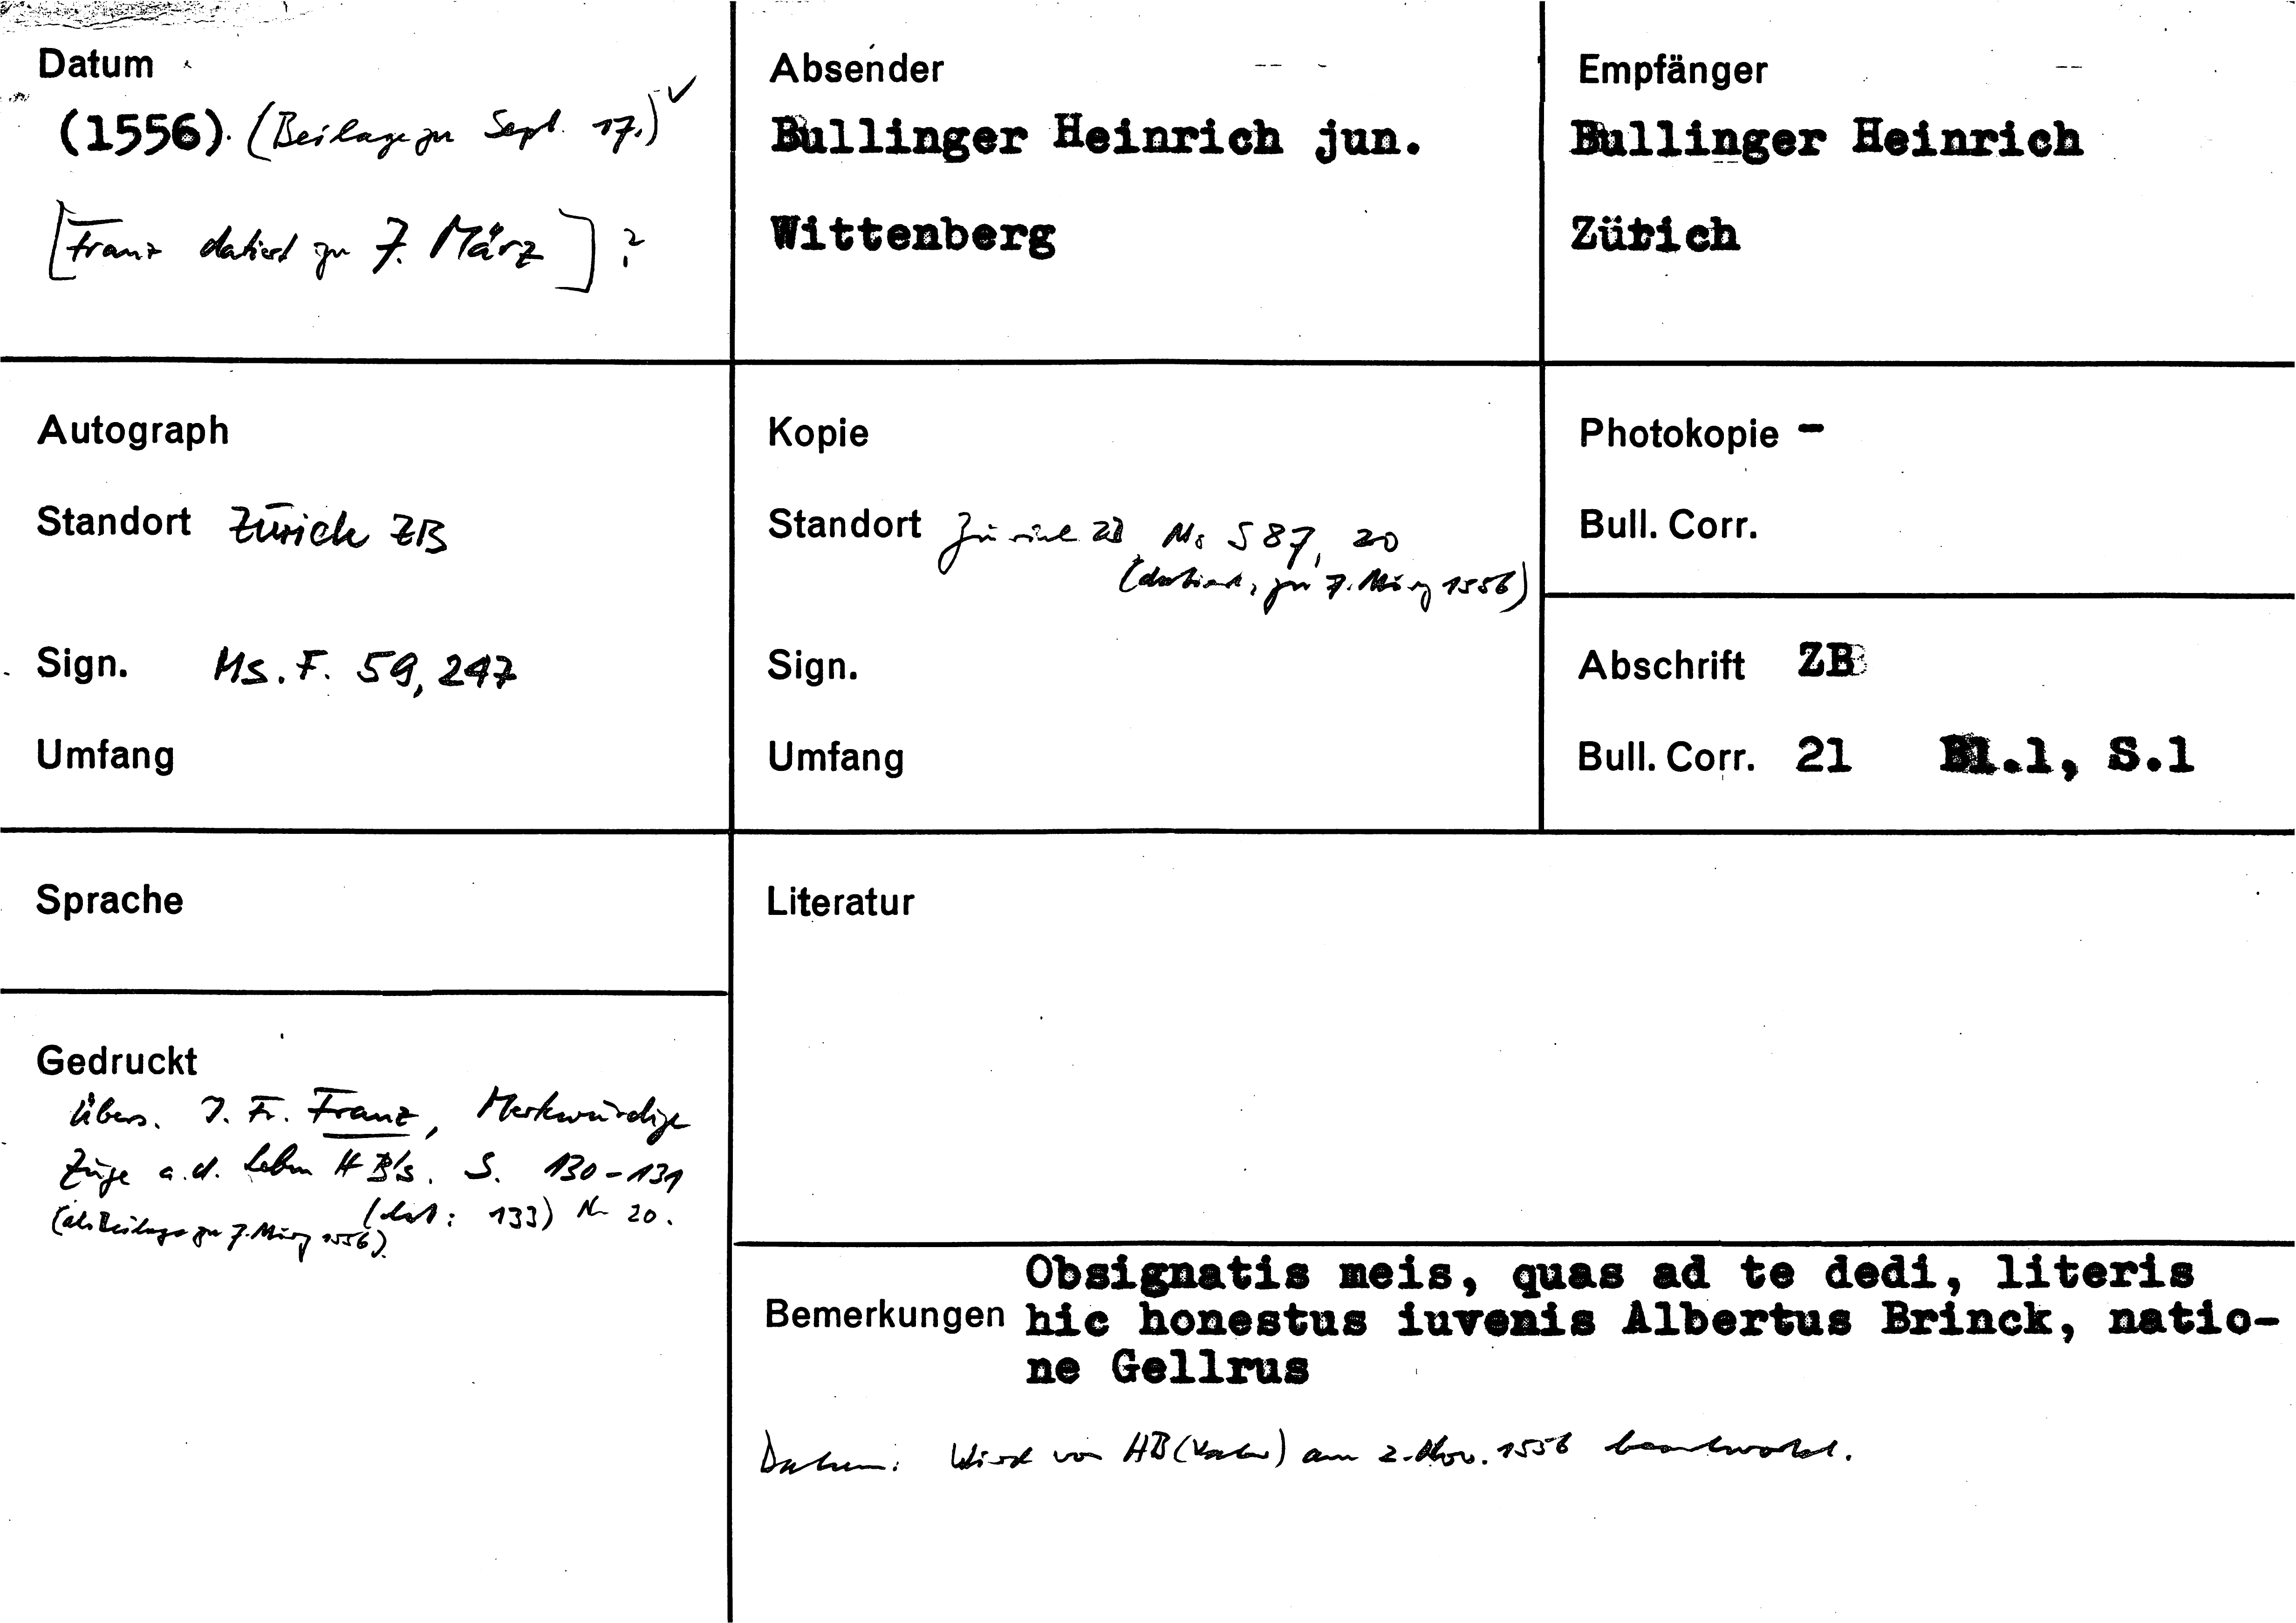 Datum
(1556). (Beilage zu Sept. 17.) ✓
[Franz datiert zu 7. März] ?
Absender
Bullinger Heinrich jun.
Wittenberg
Empfänger
Bullinger Heinrich
Zürich
Autograph
Standort Zürich ZB
Sign. Ms. F. 59, 247
Umfang
Kopie
Standort Zürich ZB, Ms S 87, 20
(datiert, zu 7. März 1556)
Sign.
Umfang
Photokopie -
Bull. Corr.
Abschrift ZB
Bull. Corr. 21 Bl.1, S.1
Sprache
Literatur
Gedruckt
Übers. J. Fr. Franz, Merkwürdige
Züge a. d. Leben HB's. S. 130-131
(dat: 133) Nr 20.
(als Beilage zu 7. März 1556).
Obsignatis meis, quas ad te dedi, literis
Bemerkungen hic honestus iuvenis Albertus Brinck, natio-
ne Gellrus
Datum: Wird von HB (Vater) am 2. Nov. 1556 beantwortet.